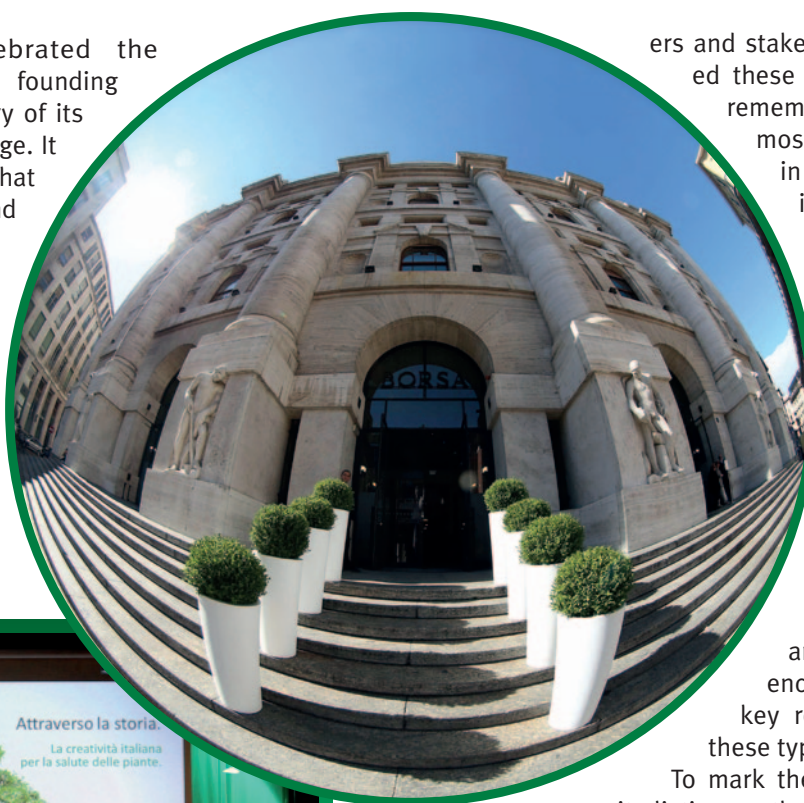 ebrated the
founding
y of its
ge. It
hat
nd
ers and stake
ed these
remem
mos
in
i
BORSA
Attraverso la storia.
La creatività italiana
per la salute delle piante.
enc
key r
these typ
To mark the